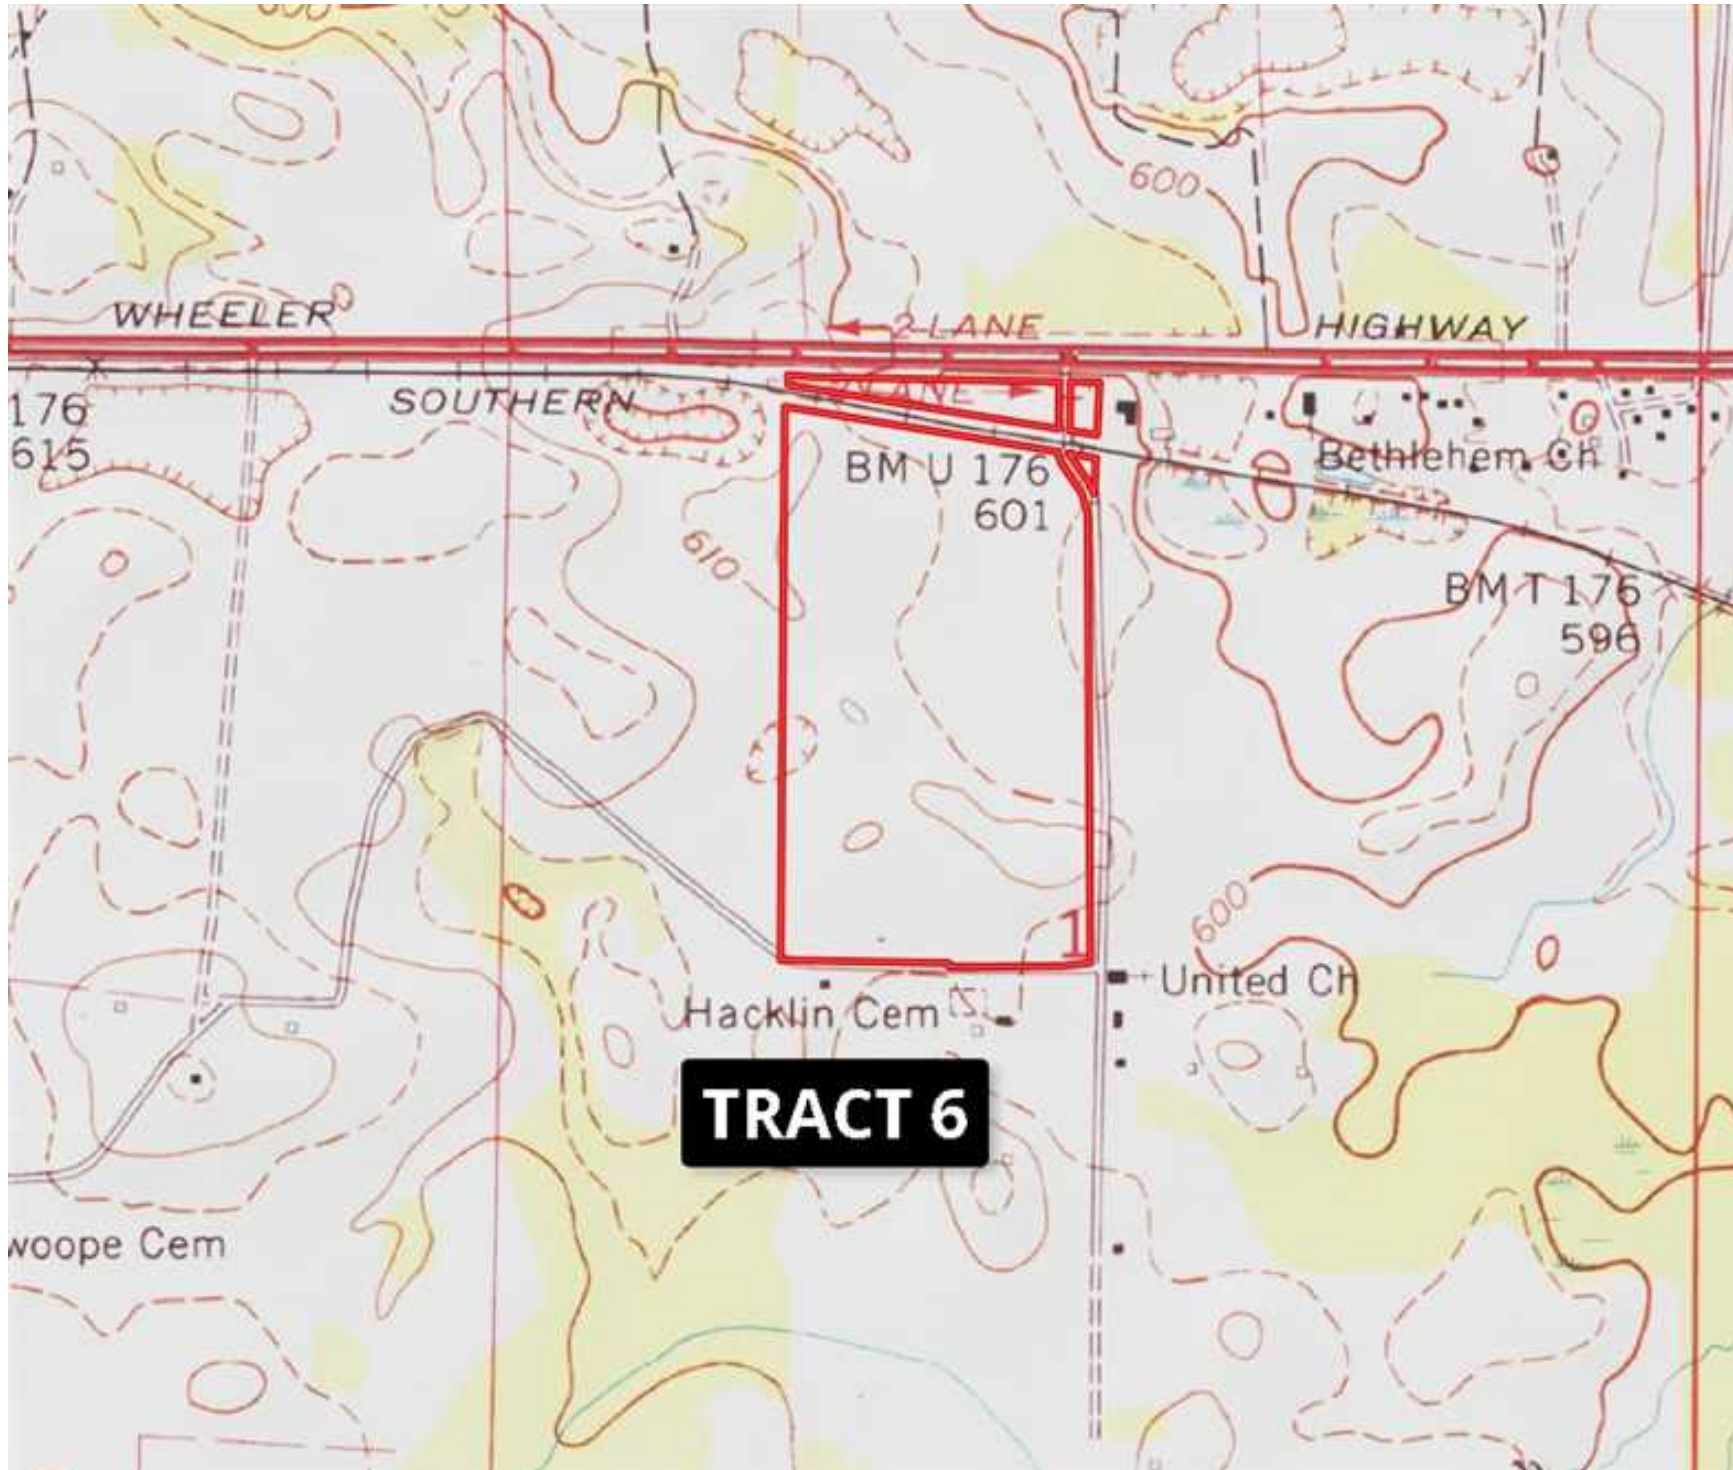 600
600
WHEELER
2 LANE
HIGHWAY
SOUTHERN
LANE
176
615
BM U 176
601
Bethlehem Ch
610
BM T 176
596
600
1
United Ch
Hacklin Cem
TRACT 6
woope Cem